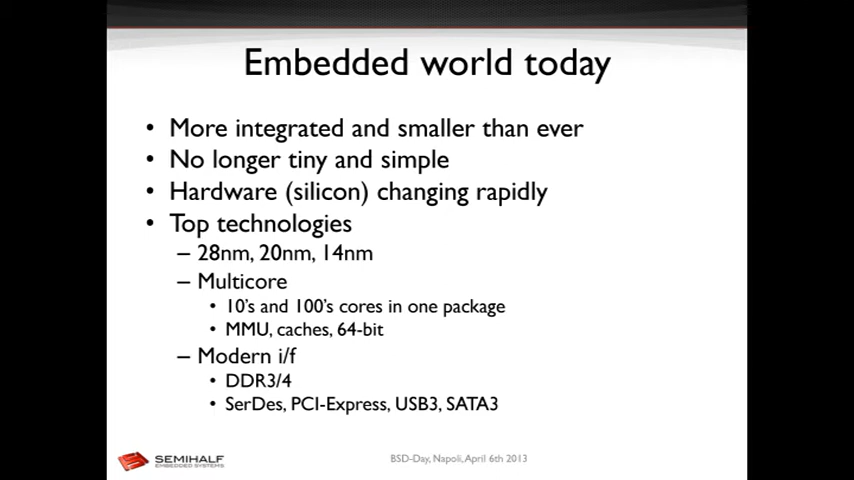 Embedded world today
• More integrated and smaller than ever
• No longer tiny and simple
• Hardware (silicon) changing rapidly
• Top technologies
– 28nm, 20nm, 14nm
– Multicore
• 10's and 100's cores in one package
• MMU, caches, 64-bit
– Modern i/f
• DDR3/4
• SerDes, PCI-Express, USB3, SATA3
SEMIHALF
EMBEDDED SYSTEMS
BSD-Day, Napoli, April 6th 2013